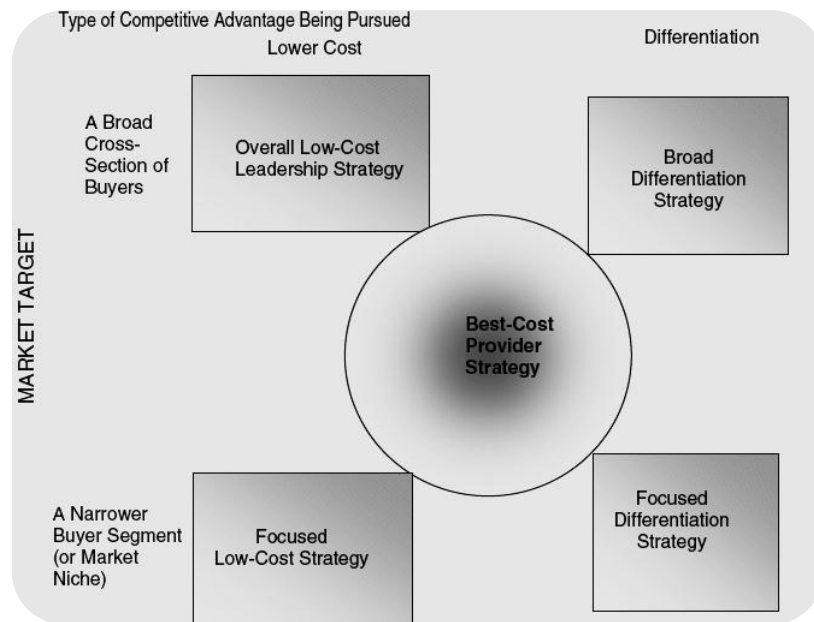 Type of Competitive Advantage Being Pursued
Lower Cost
Differentiation
A Broad
Cross-
Section of
Buyers
Overall Low-Cost
Leadership Strategy
Broad
Differentiation
Strategy
MARKET TARGET
Best-Cost
Provider
Strategy
A Narrower
Buyer Segment
(or Market
Niche)
Focused
Low-Cost Strategy
Focused
Differentiation
Strategy